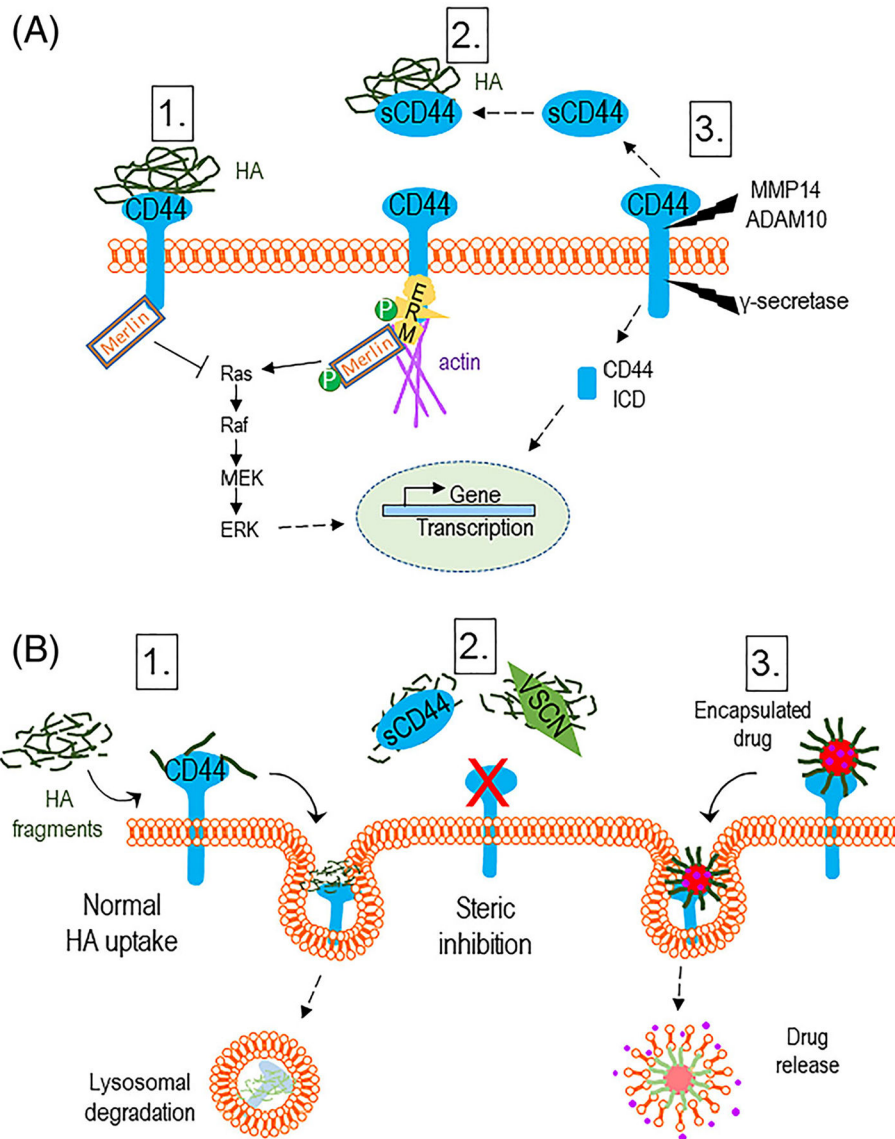 (A)
1.
HA
CD44
Merlin
2.
HA
sCD44
sCD44
3.
CD44
CD44
MMP14
ADAM10
γ-secretase
E
R
M
P
Merlin
P
actin
Ras
Raf
MEK
ERK
CD44
ICD
Gene
Transcription
(B)
1.
HA
fragments
CD44
Normal
HA uptake
Lysosomal
degradation
2.
sCD44
VSCN
Steric
inhibition
3.
Encapsulated
drug
Drug
release